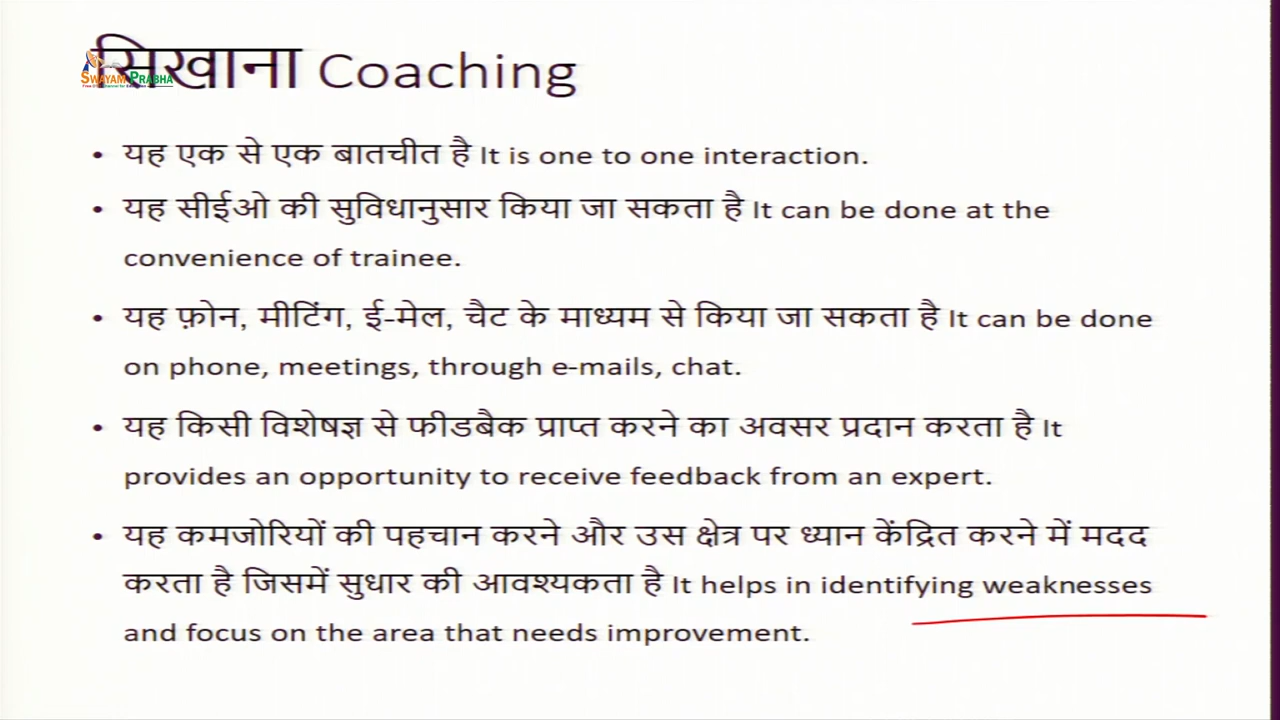 सिखाना Coaching
SWAYAM PRABHA
• यह एक से एक बातचीत है It is one to one interaction.
• यह सीईओ की सुविधानुसार किया जा सकता है It can be done at the
convenience of trainee.
• यह फ़ोन, मीटिंग, ई-मेल, चैट के माध्यम से किया जा सकता है It can be done
on phone, meetings, through e-mails, chat.
• यह किसी विशेषज्ञ से फीडबैक प्राप्त करने का अवसर प्रदान करता है It
provides an opportunity to receive feedback from an expert.
• यह कमजोरियों की पहचान करने और उस क्षेत्र पर ध्यान केंद्रित करने में मदद
करता है जिसमें सुधार की आवश्यकता है It helps in identifying weaknesses
and focus on the area that needs improvement.